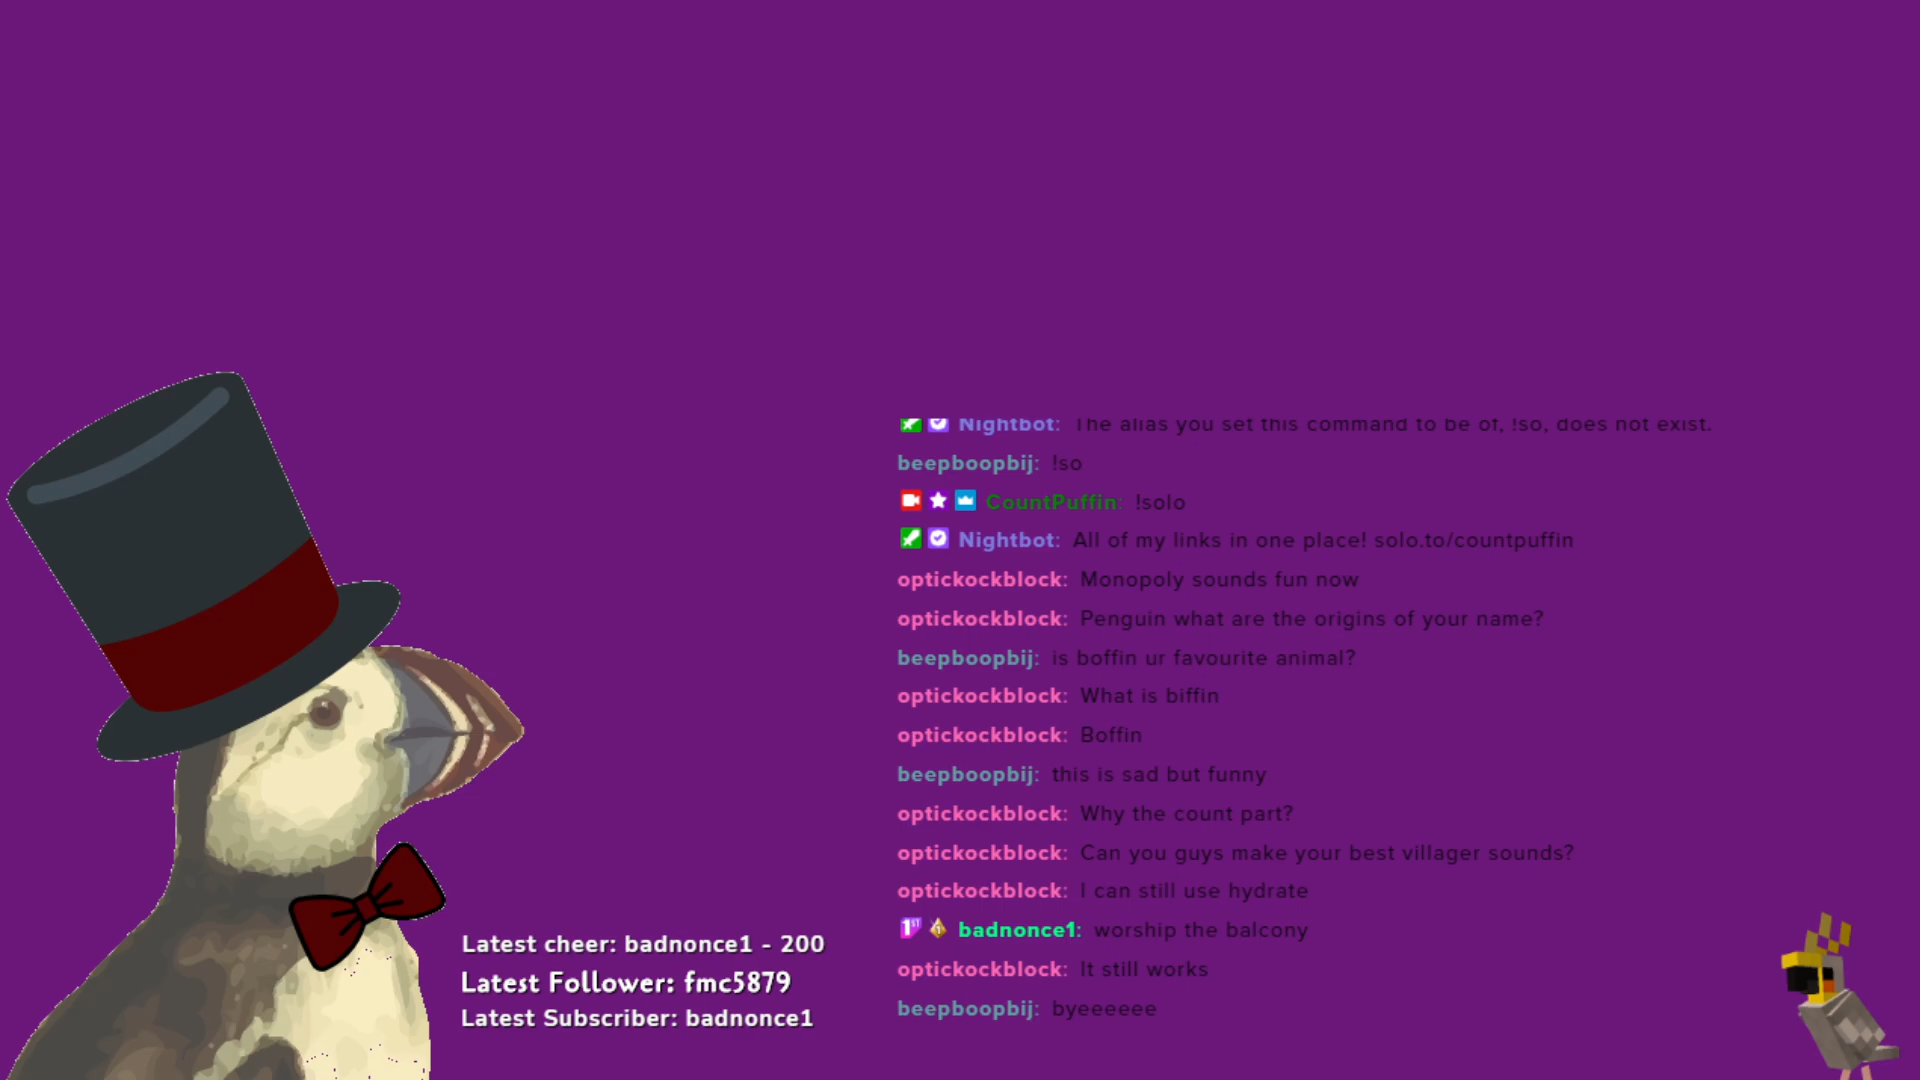 Nightbot: The alias you set this command to be of, !so, does not exist.
beepboopbij: !so
CountPuffin: !solo
Nightbot: All of my links in one place! solo.to/countpuffin
optickockblock: Monopoly sounds fun now
optickockblock: Penguin what are the origins of your name?
beepboopbij: is boffin ur favourite animal?
optickockblock: What is biffin
optickockblock: Boffin
beepboopbij: this is sad but funny
optickockblock: Why the count part?
optickockblock: Can you guys make your best villager sounds?
optickockblock: I can still use hydrate
1ST badnonce1: worship the balcony
optickockblock: It still works
beepboopbij: byeeeeee
Latest cheer: badnonce1 - 200
Latest Follower: fmc5879
Latest Subscriber: badnonce1